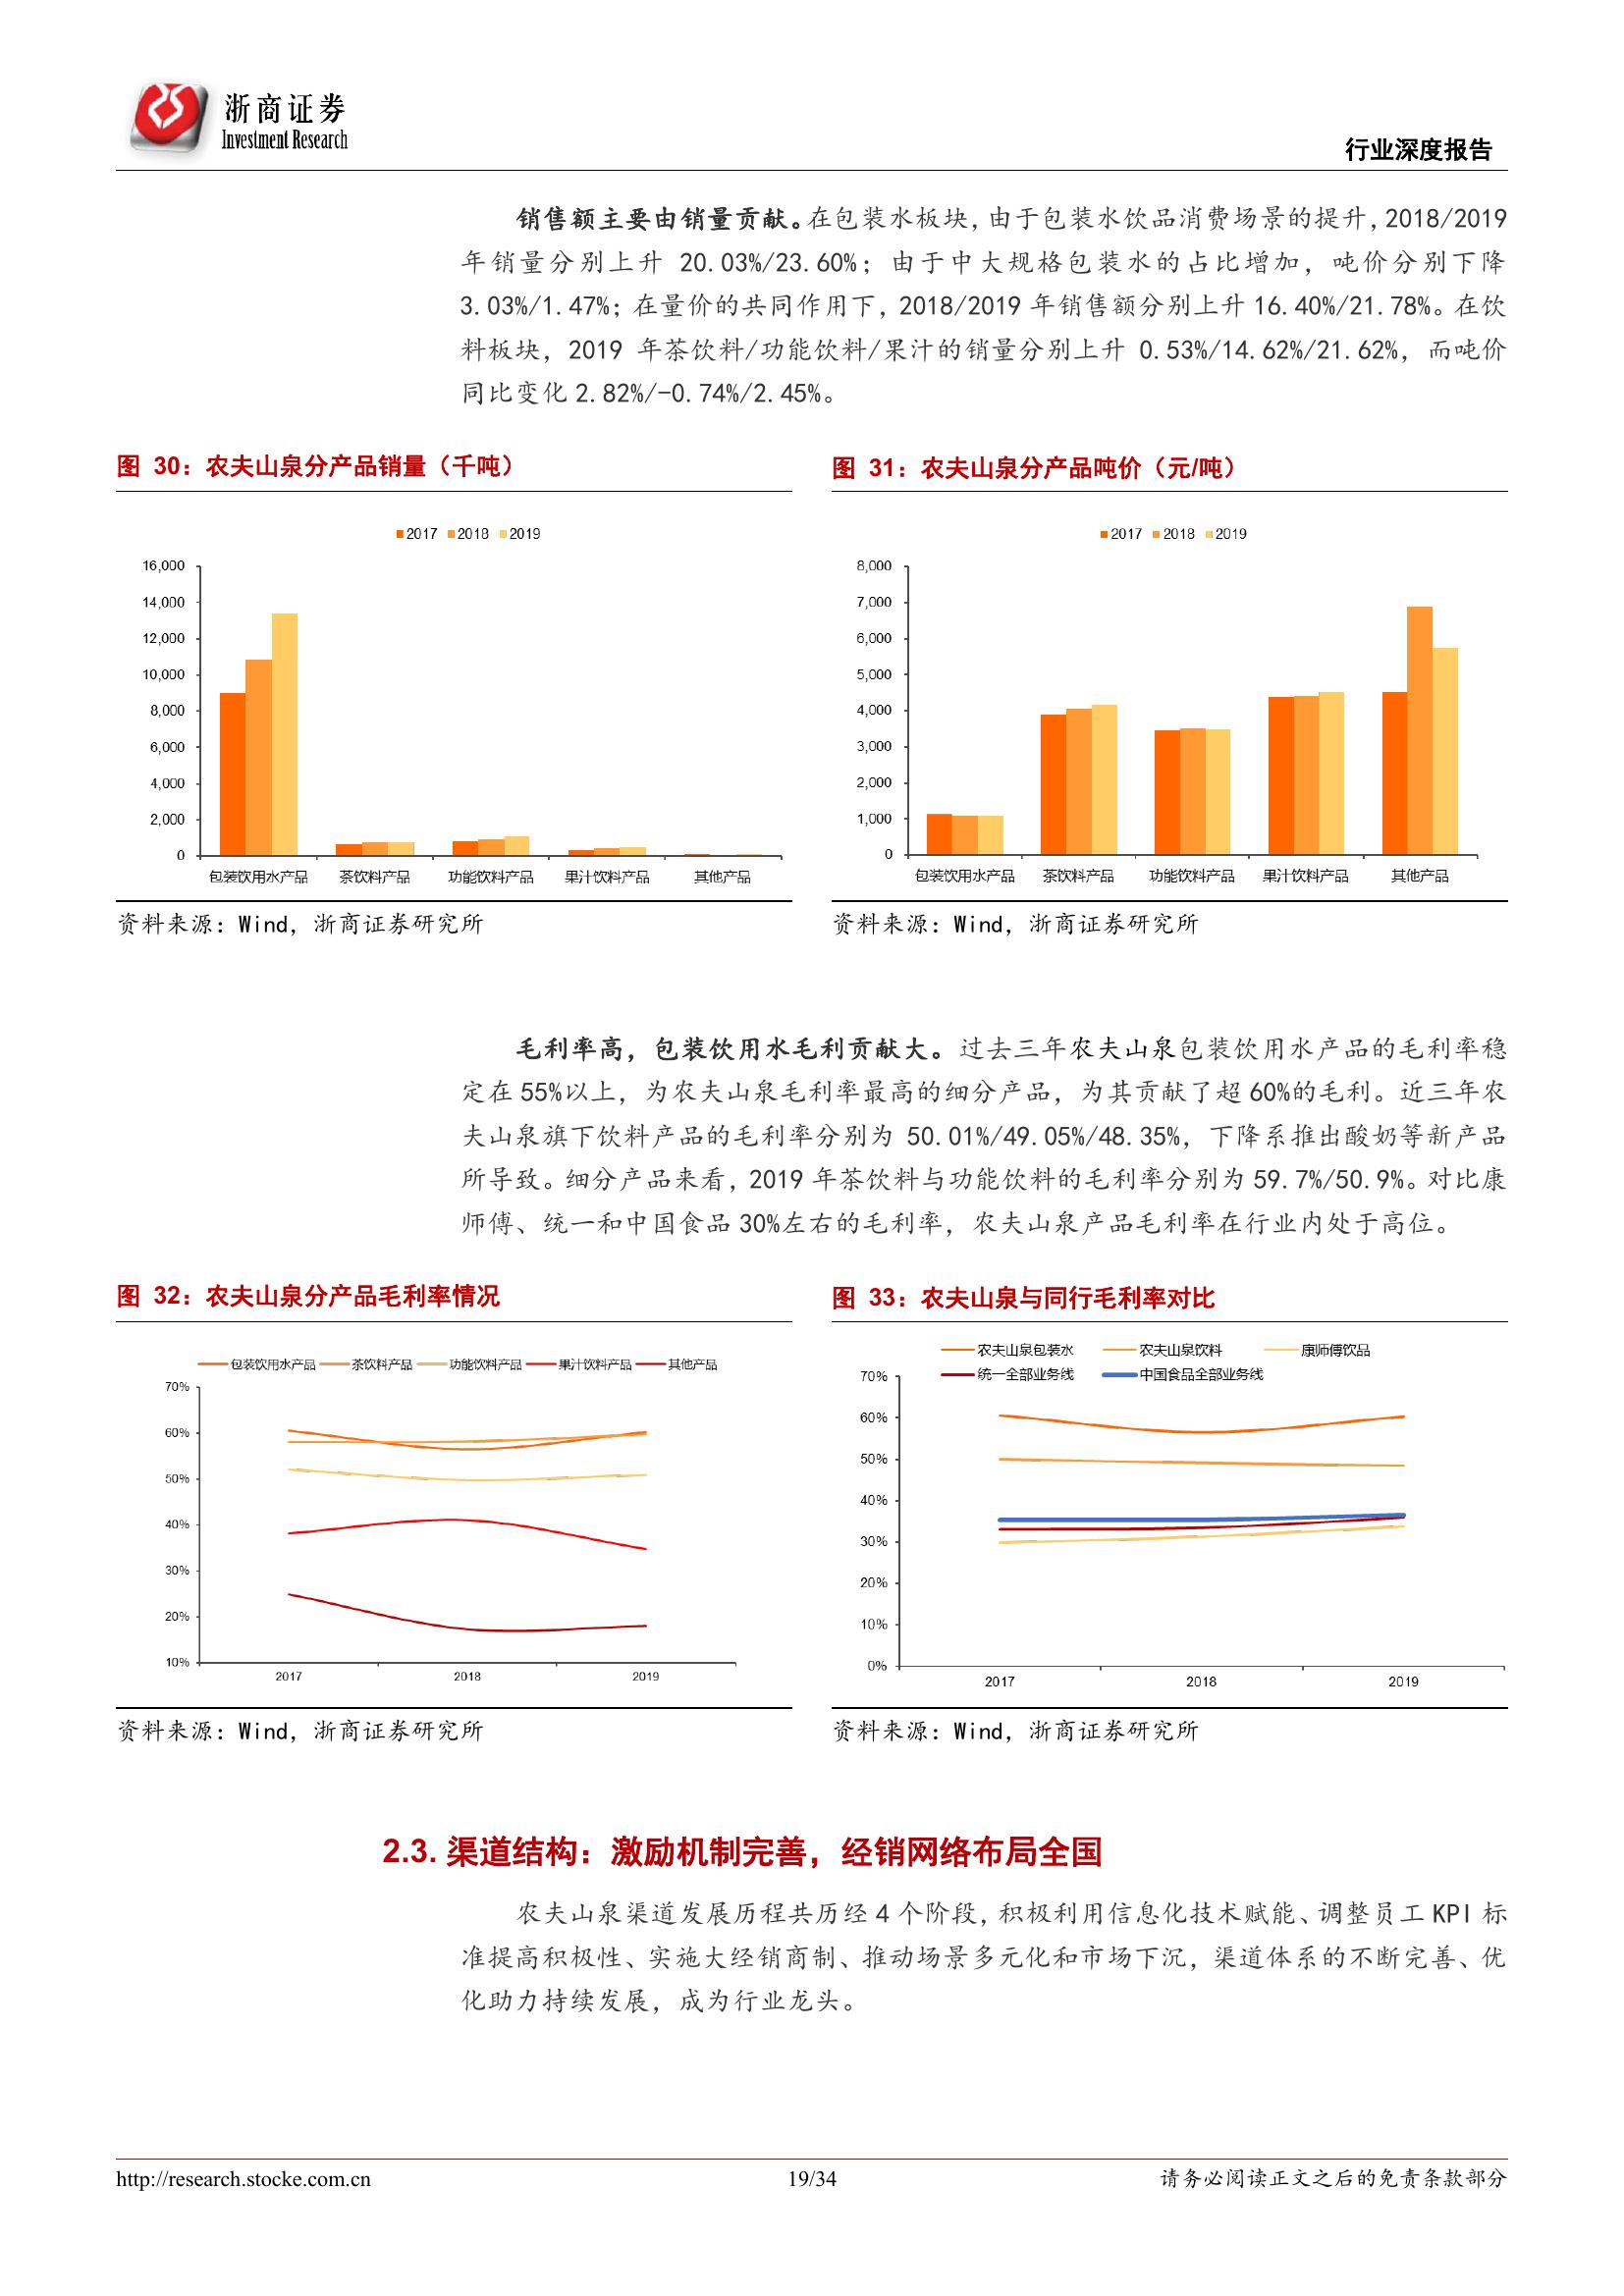 浙商证券
Investment Research
行业深度报告
销售额主要由销量贡献。在包装水板块，由于包装水饮品消费场景的提升，2018/2019
年销量分别上升 20.03%/23.60%；由于中大规格包装水的占比增加，吨价分别下降
3.03%/1.47%；在量价的共同作用下，2018/2019 年销售额分别上升 16.40%/21.78%。在饮
料板块，2019 年茶饮料/功能饮料/果汁的销量分别上升 0.53%/14.62%/21.62%，而吨价
同比变化 2.82%/-0.74%/2.45%。
图 30：农夫山泉分产品销量（千吨）
2017 2018 2019
16,000
14,000
12,000
10,000
8,000
6,000
4,000
2,000
0
包装饮用水产品 茶饮料产品 功能饮料产品 果汁饮料产品 其他产品
资料来源：Wind，浙商证券研究所
图 31：农夫山泉分产品吨价（元/吨）
2017 2018 2019
8,000
7,000
6,000
5,000
4,000
3,000
2,000
1,000
0
包装饮用水产品 茶饮料产品 功能饮料产品 果汁饮料产品 其他产品
资料来源：Wind，浙商证券研究所
毛利率高，包装饮用水毛利贡献大。过去三年农夫山泉包装饮用水产品的毛利率稳
定在 55%以上，为农夫山泉毛利率最高的细分产品，为其贡献了超 60%的毛利。近三年农
夫山泉旗下饮料产品的毛利率分别为 50.01%/49.05%/48.35%，下降系推出酸奶等新产品
所导致。细分产品来看，2019 年茶饮料与功能饮料的毛利率分别为 59.7%/50.9%。对比康
师傅、统一和中国食品 30%左右的毛利率，农夫山泉产品毛利率在行业内处于高位。
图 32：农夫山泉分产品毛利率情况
包装饮用水产品 茶饮料产品 功能饮料产品 果汁饮料产品 其他产品
70%
60%
50%
40%
30%
20%
10%
2017 2018 2019
资料来源：Wind，浙商证券研究所
图 33：农夫山泉与同行毛利率对比
农夫山泉包装水 农夫山泉饮料 康师傅饮品
统一全部业务线 中国食品全部业务线
70%
60%
50%
40%
30%
20%
10%
0%
2017 2018 2019
资料来源：Wind，浙商证券研究所
2.3. 渠道结构：激励机制完善，经销网络布局全国
农夫山泉渠道发展历程共历经 4 个阶段，积极利用信息化技术赋能、调整员工 KPI 标
准提高积极性、实施大经销商制、推动场景多元化和市场下沉，渠道体系的不断完善、优
化助力持续发展，成为行业龙头。
http://research.stocke.com.cn
19/34
请务必阅读正文之后的免责条款部分